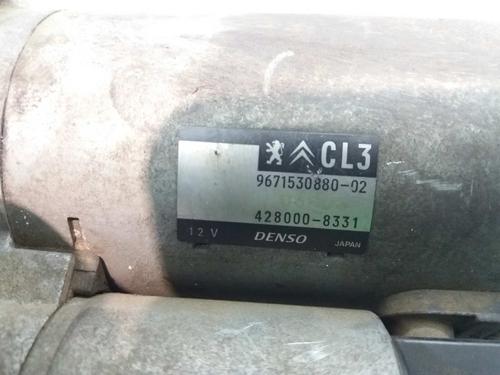 CL3
9671530880-02
428000-8331
12 V DENSO JAPAN